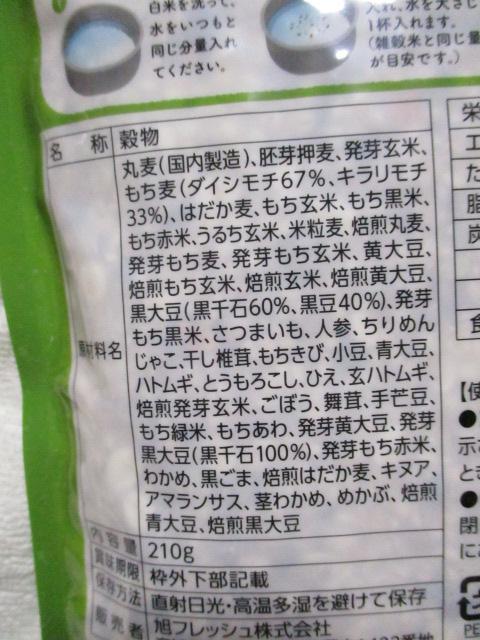 白米を洗って、
水をいつもと
同じ分量入れ
てください。
入れ、水を大さじ
1杯入れます。
(雑穀米と同じ量
が目安です。)
名 称 穀物
原材料名
丸麦(国内製造)、胚芽押麦、発芽玄米、
もち麦(ダイシモチ67%、キラリモチ
33%)、はだか麦、もち玄米、もち黒米、
もち赤米、うるち玄米、米粒麦、焙煎丸麦、
発芽もち麦、発芽もち玄米、黄大豆、
焙煎もち玄米、焙煎玄米、焙煎黄大豆、
黒大豆(黒千石60%、黒豆40%)、発芽
もち黒米、さつまいも、人参、ちりめん
じゃこ、干し椎茸、もちきび、小豆、青大豆、
ハトムギ、とうもろこし、ひえ、玄ハトムギ、
焙煎発芽玄米、ごぼう、舞茸、手芒豆、
もち緑米、もちあわ、発芽黄大豆、発芽
黒大豆(黒千石100%)、発芽もち赤米、
わかめ、黒ごま、焙煎はだか麦、キヌア、
アマランサス、茎わかめ、めかぶ、焙煎
青大豆、焙煎黒大豆
内容量 210g
賞味期限 枠外下部記載
保存方法 直射日光・高温多湿を避けて保存
販売者 旭フレッシュ株式会社
栄
エ
た
脂
炭
食
【使
●
示
とき
●
閉
にお